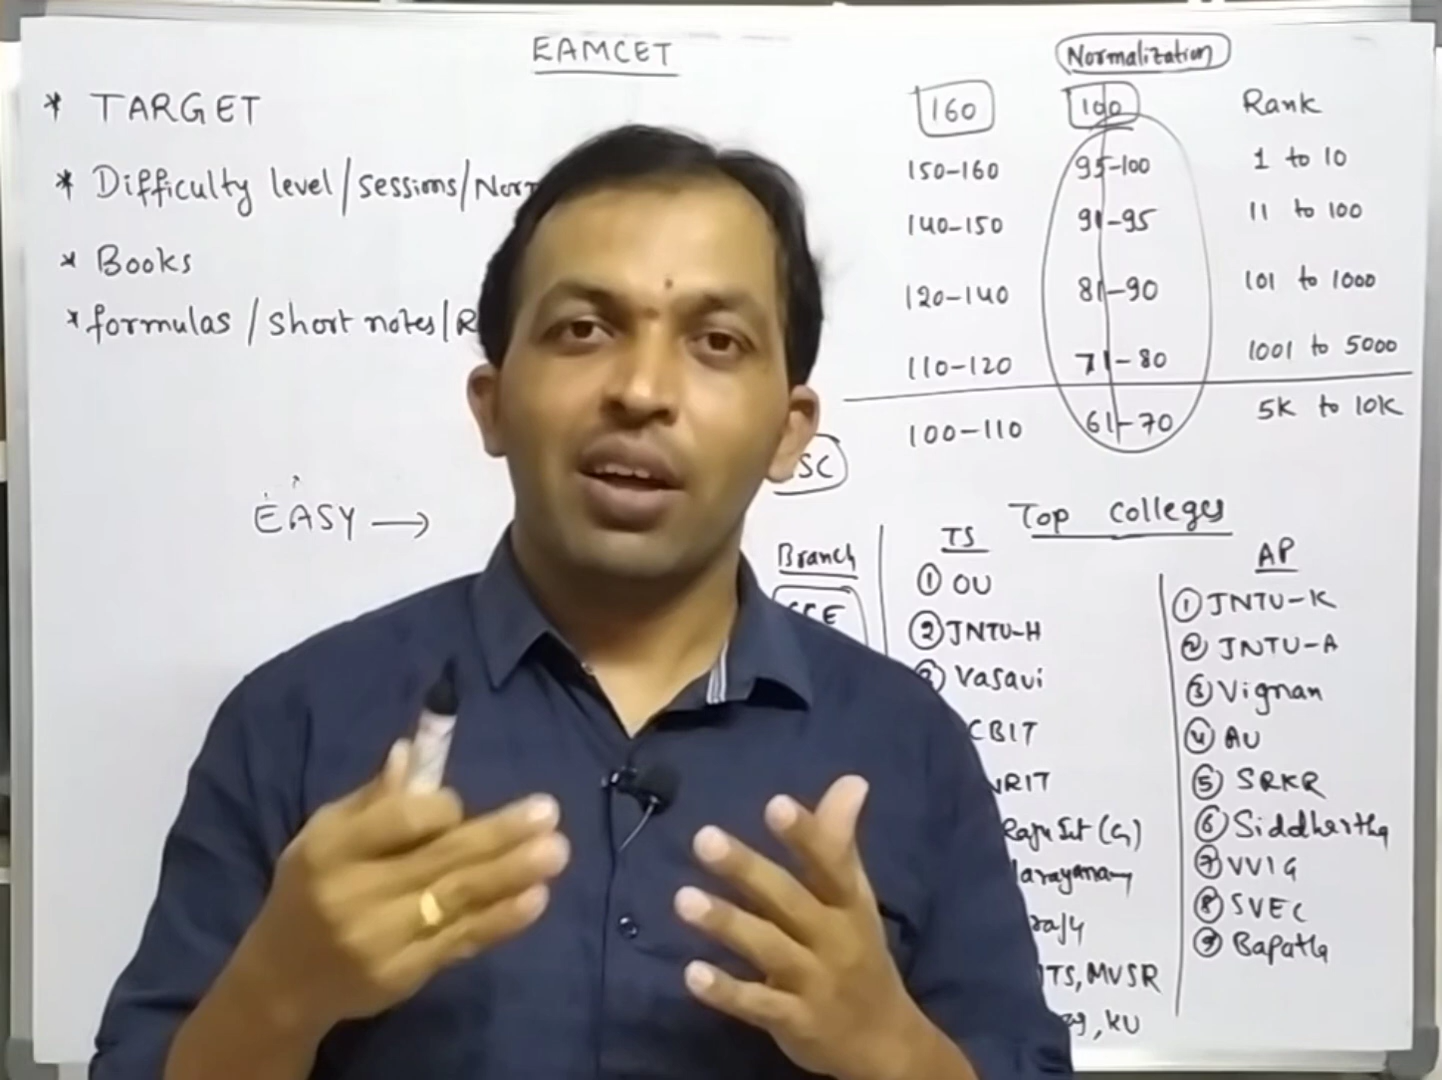 EAMCET
* TARGET
* Difficulty level/sessions/Nor
* Books
* formulas / short notes/R
EASY →
Normalization
160 100 Rank
150-160 95-100 1 to 10
140-150 91-95 11 to 100
120-140 81-90 101 to 1000
110-120 71-80 1001 to 5000
100-110 61-70 5K to 10K
SC
Top colleges
Branch
TS
① OU
② JNTU-H
Vasavi
CBIT
Narayanam
TS, MVSR
, KU
AP
① JNTU-K
② JNTU-A
③ Vignan
④ AU
⑤ SRKR
⑥ Siddhartha
⑦ VVIG
⑧ SVEC
⑨ Bapatla